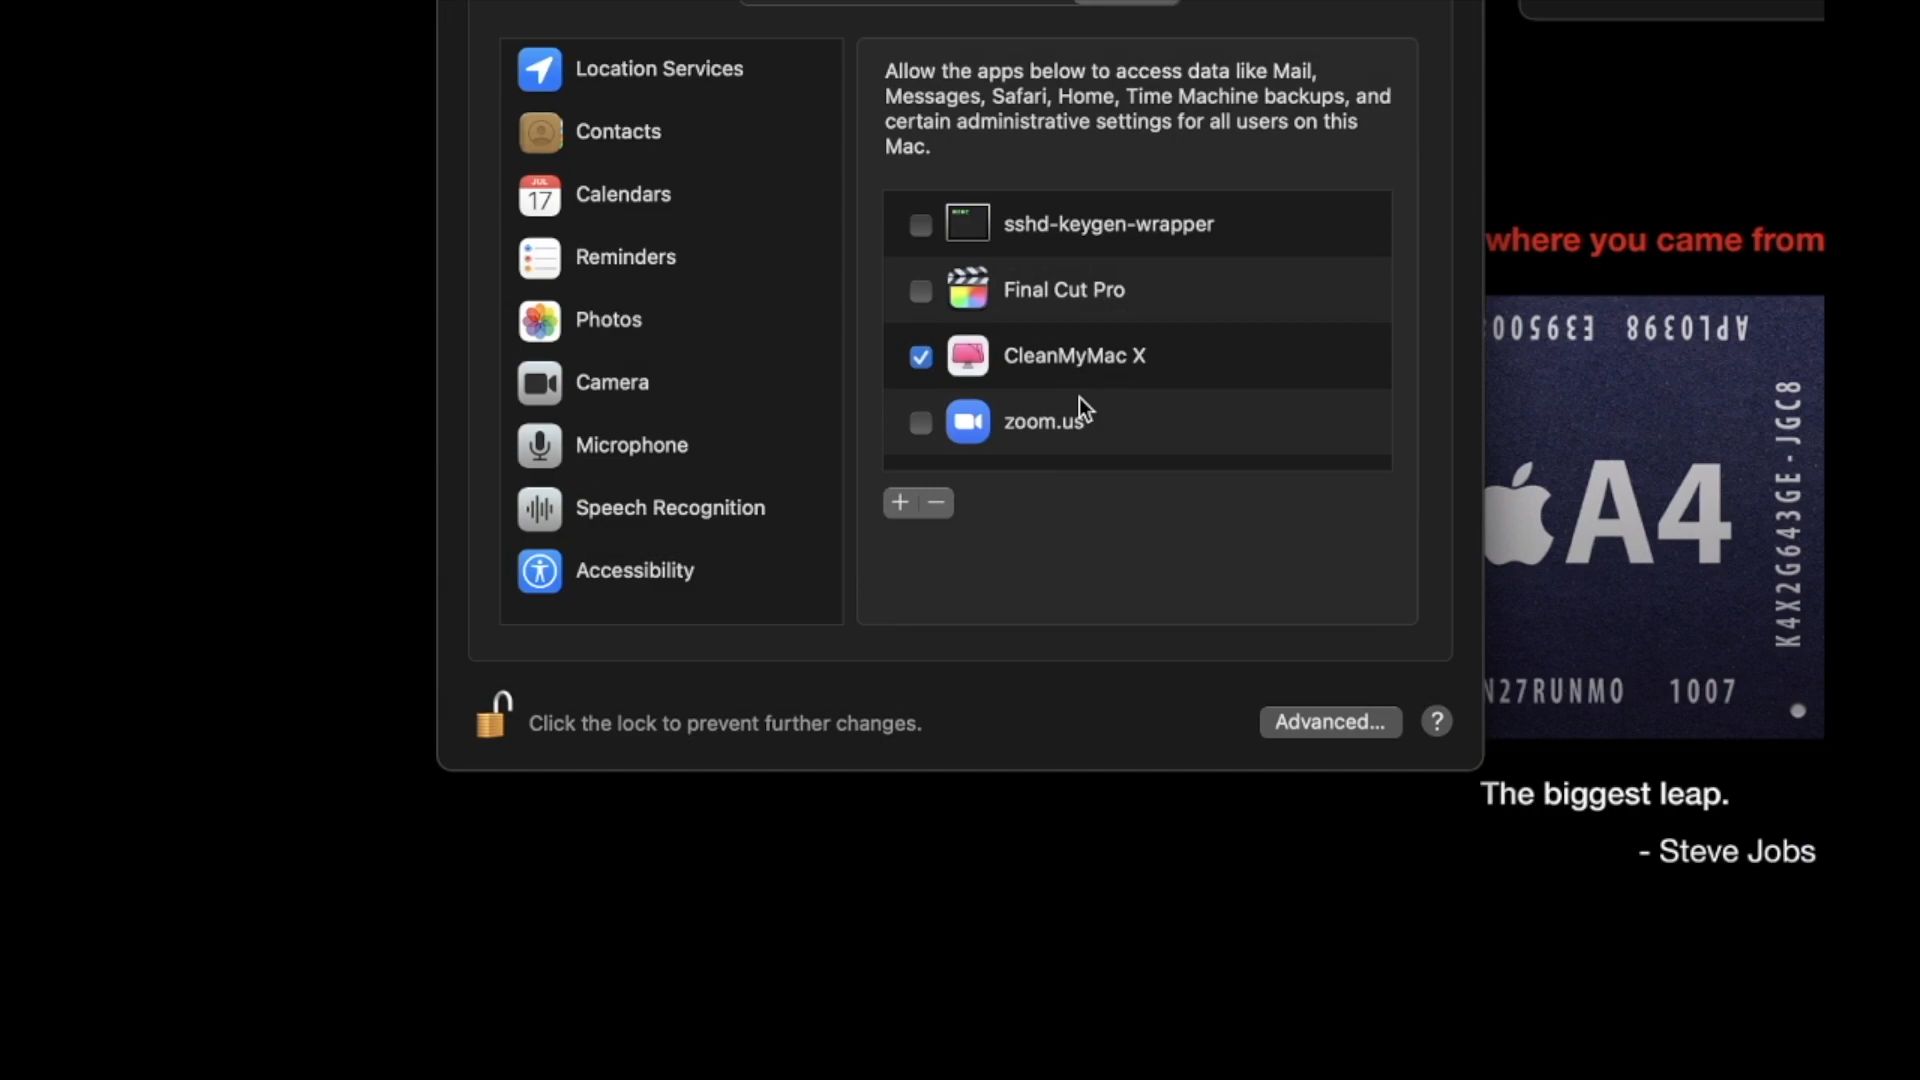 Location Services
Contacts
JUL
17
Calendars
Reminders
Photos
Camera
Microphone
Speech Recognition
Accessibility
Allow the apps below to access data like Mail,
Messages, Safari, Home, Time Machine backups, and
certain administrative settings for all users on this
Mac.
sshd-keygen-wrapper
Final Cut Pro
CleanMyMac X
zoom.us
+ −
Click the lock to prevent further changes.
Advanced...
?
where you came from
APL0398 E39500
A4
K4X2G643GE-JGC8
N27RUNM0 1007
The biggest leap.
- Steve Jobs